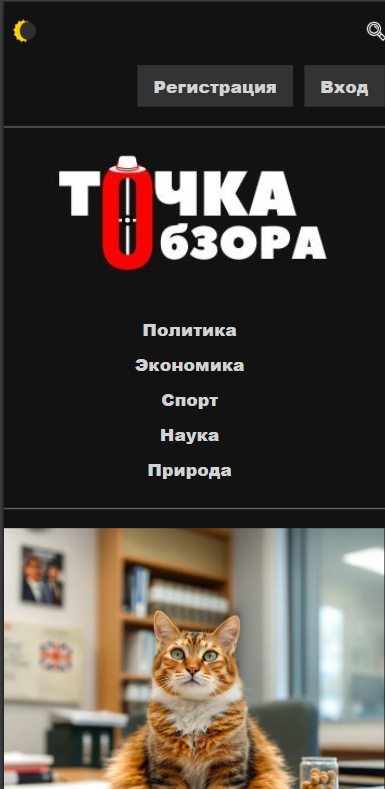 Регистрация Вход
ТОЧКА
ОБЗОРА
Политика
Экономика
Спорт
Наука
Природа